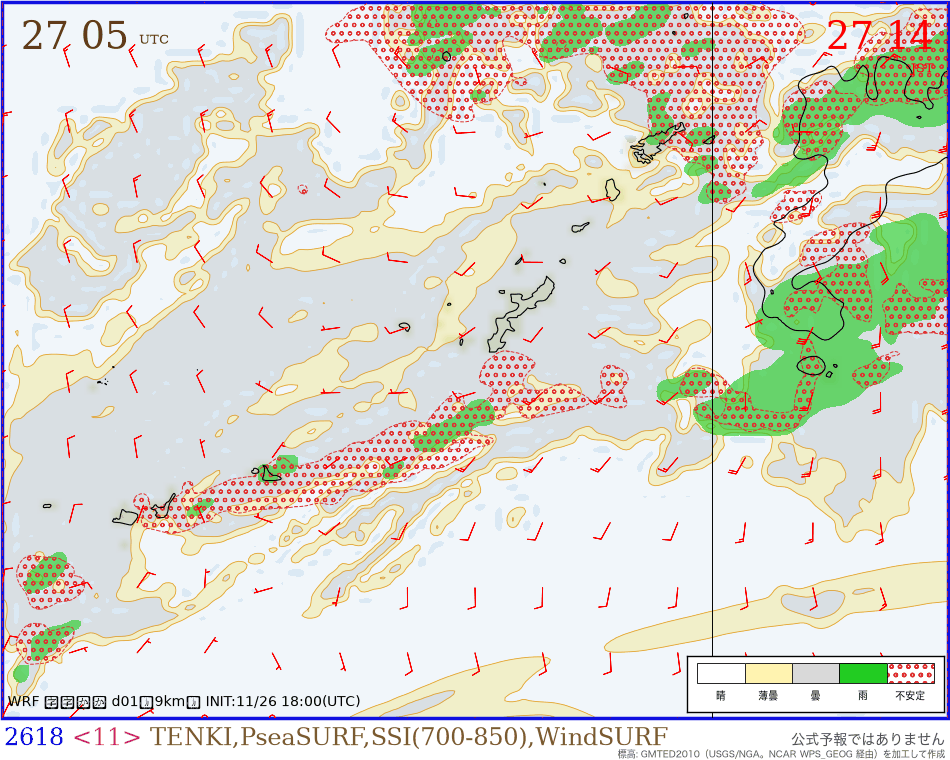 27 05 UTC
27 14
WRF d01 9km INIT:11/26 18:00(UTC)
晴 薄曇 曇 雨 不安定
2618 <11> TENKI,PseaSURF,SSI(700-850),WindSURF
公式予報ではありません
標高: GMTED2010（USGS/NGA。NCAR WPS_GEOG 経由）を加工して作成